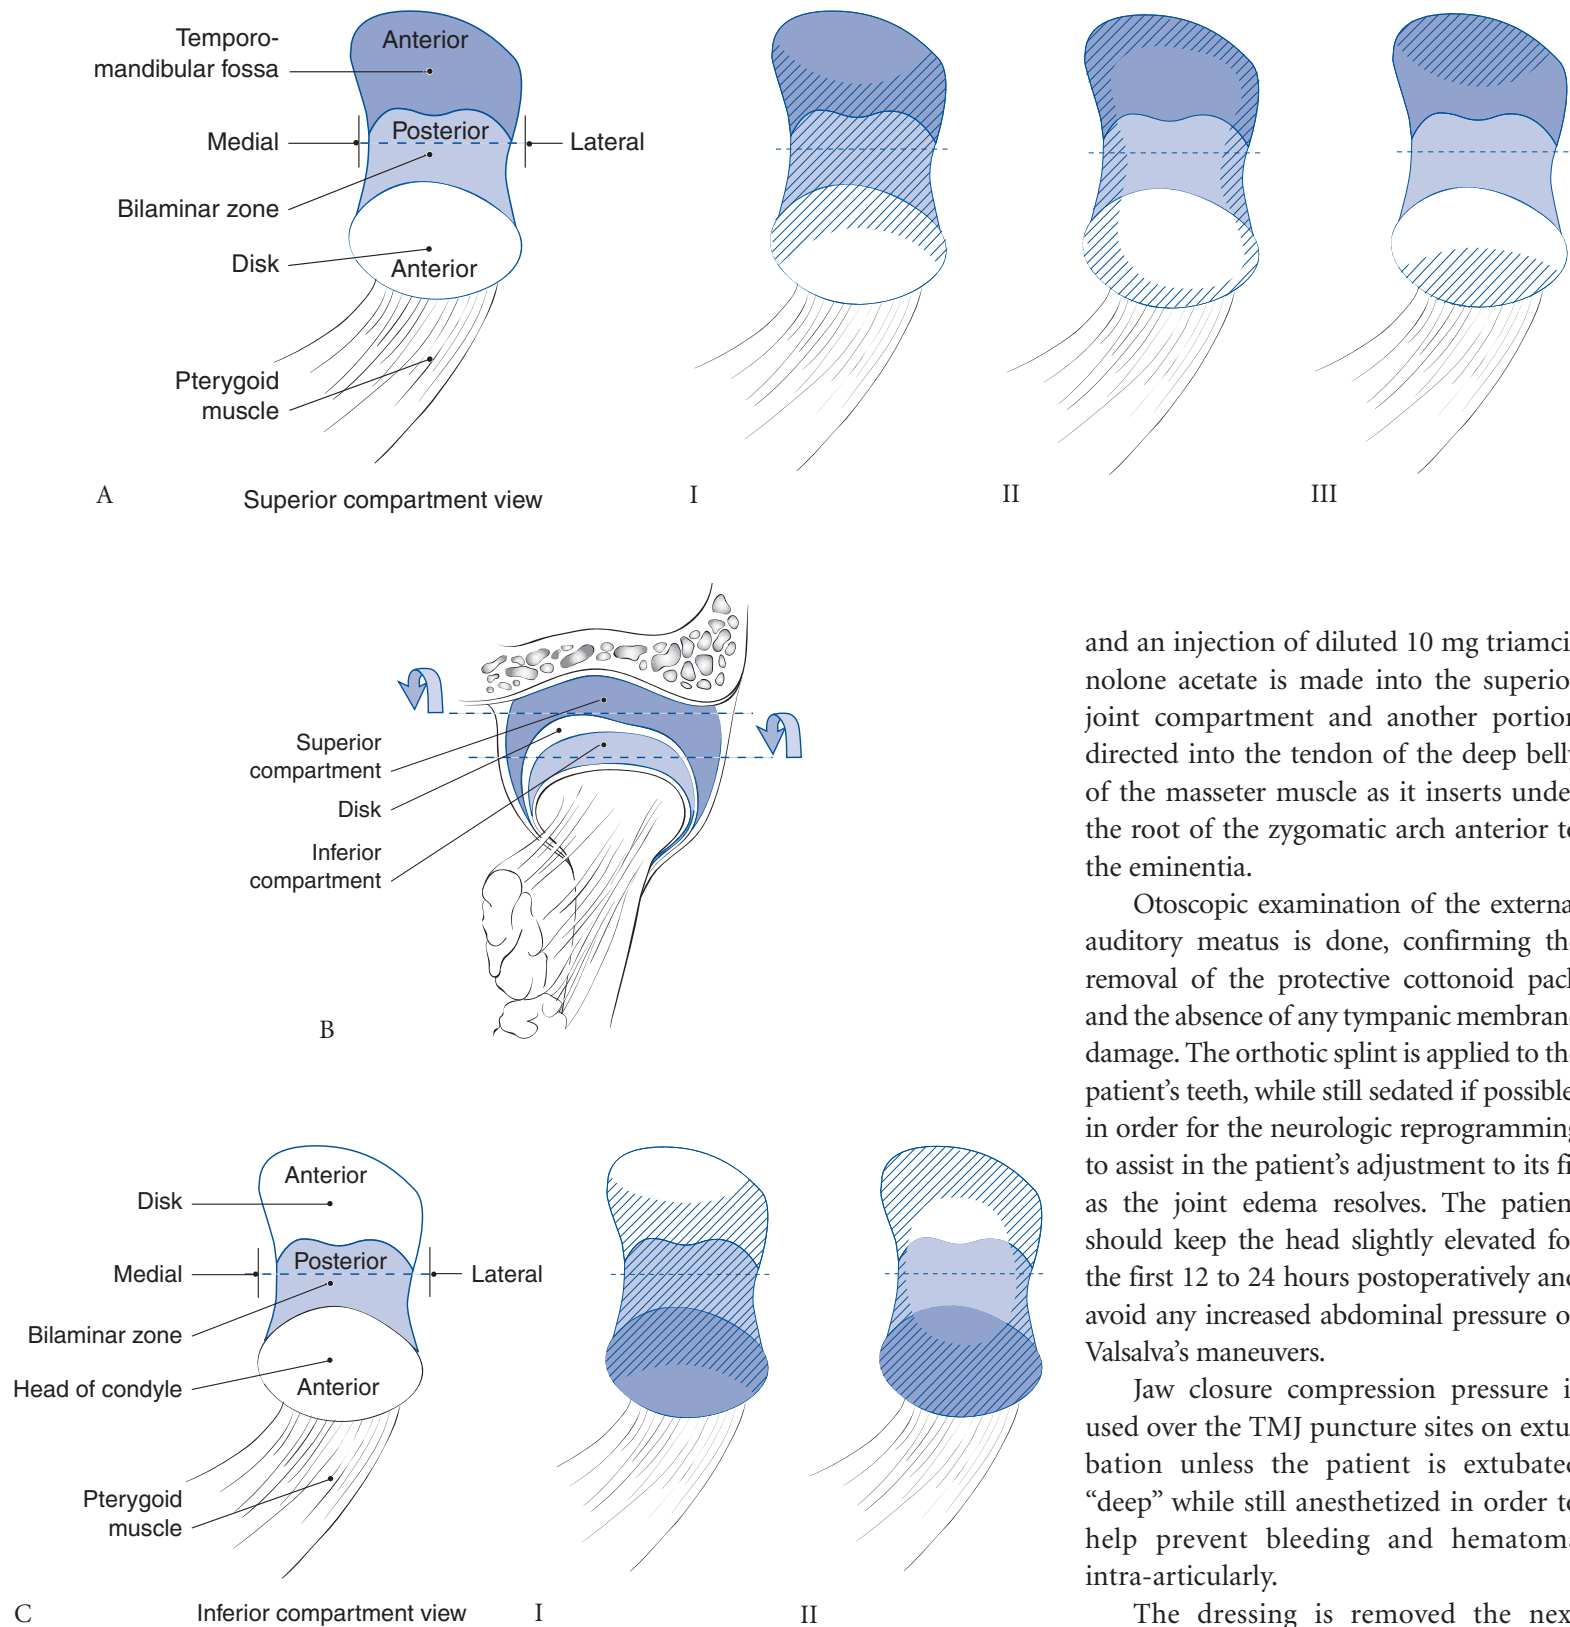 Temporo-
mandibular fossa
Anterior
Medial
Posterior
Lateral
Bilaminar zone
Disk
Anterior
Pterygoid
muscle
A
Superior compartment view
I
II
III
Superior
compartment
Disk
Inferior
compartment
B
Anterior
Disk
Posterior
Medial
Lateral
Bilaminar zone
Head of condyle
Anterior
Pterygoid
muscle
C
Inferior compartment view
I
II
and an injection of diluted 10 mg triamci
nolone acetate is made into the superio
joint compartment and another portion
directed into the tendon of the deep belly
of the masseter muscle as it inserts unde
the root of the zygomatic arch anterior to
the eminentia.
Otoscopic examination of the externa
auditory meatus is done, confirming the
removal of the protective cottonoid pack
and the absence of any tympanic membrane
damage. The orthotic splint is applied to the
patient’s teeth, while still sedated if possible
in order for the neurologic reprogramming
to assist in the patient’s adjustment to its fi
as the joint edema resolves. The patien
should keep the head slightly elevated fo
the first 12 to 24 hours postoperatively and
avoid any increased abdominal pressure o
Valsalva’s maneuvers.
Jaw closure compression pressure i
used over the TMJ puncture sites on extu
bation unless the patient is extubated
“deep” while still anesthetized in order to
help prevent bleeding and hematoma
intra-articularly.
The dressing is removed the nex